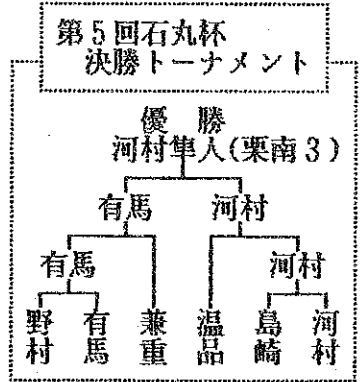 第5回石丸杯
決勝トーナメント
優 勝
河村隼人(栗南3)
有馬 河村
有馬 河村
野村 有馬 兼重 温品 島崎 河村